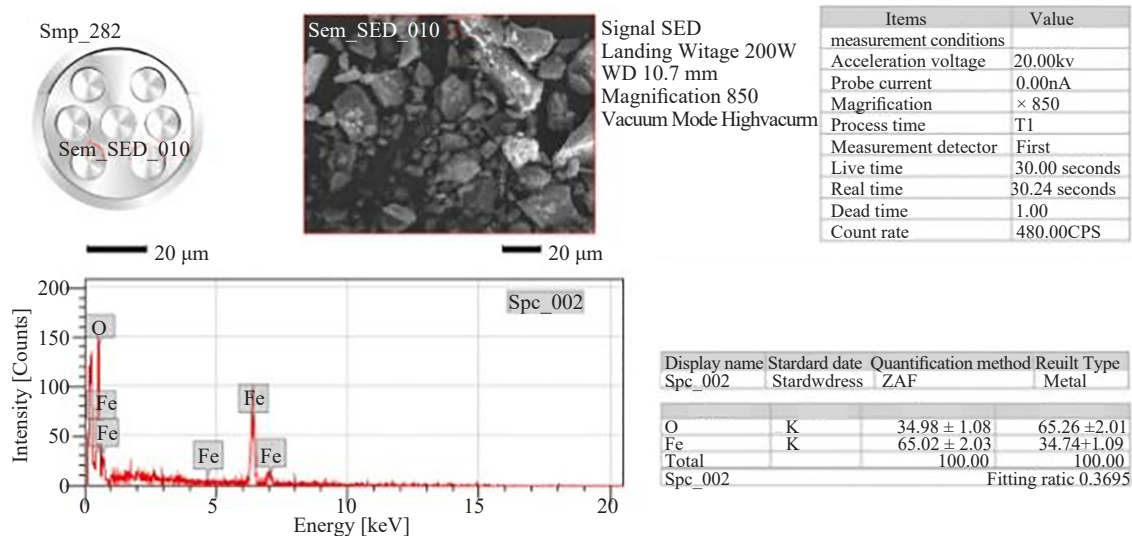 Smp_282
Sem_SED_010
20 μm
Sem_SED_010
20 μm
Signal SED
Landing Witage 200W
WD 10.7 mm
Magnification 850
Vacuum Mode Highvacurm
Items Value
measurement conditions
Acceleration voltage 20.00kv
Probe current 0.00nA
Magrification × 850
Process time T1
Measurement detector First
Live time 30.00 seconds
Real time 30.24 seconds
Dead time 1.00
Count rate 480.00CPS
Intensity [Counts]
200
150
100
50
0
Spc_002
O
Fe
Fe
Fe
Fe
Fe
0 5 10 15 20
Energy [keV]
Display name Stardard date Quantification method Reuilt Type
Spc_002 Stardwdress ZAF Metal
O K 34.98 ± 1.08 65.26 ±2.01
Fe K 65.02 ± 2.03 34.74+1.09
Total 100.00 100.00
Spc_002 Fitting ratic 0.3695